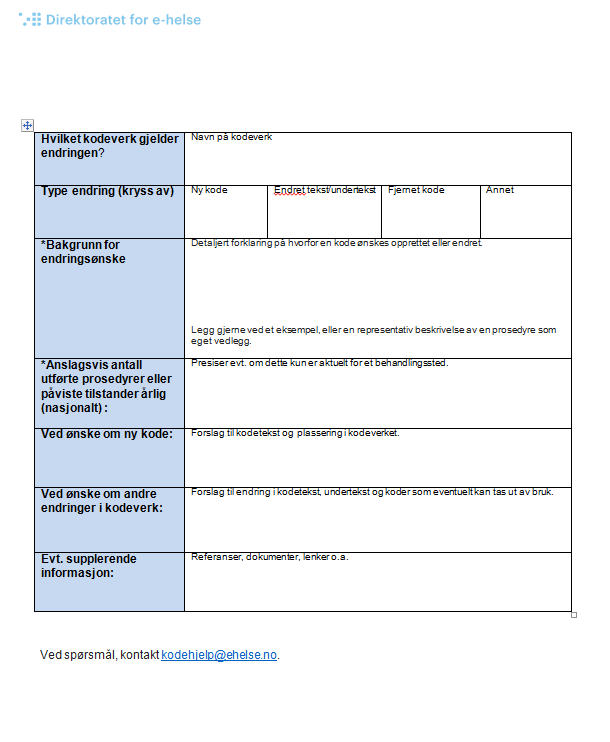 Direktoratet for e-helse
Hvilket kodeverk gjelder
endringen?
Navn på kodeverk
Type endring (kryss av)
Ny kode
Endret tekst/undertekst
Fjernet kode
Annet
*Bakgrunn for
endringsønske
Detaljert forklaring på hvorfor en kode ønskes opprettet eller endret.
Legg gjerne ved et eksempel, eller en representativ beskrivelse av en prosedyre som
eget vedlegg.
*Anslagsvis antall
utførte prosedyrer eller
påviste tilstander årlig
(nasjonalt) :
Presiser evt. om dette kun er aktuelt for et behandlingssted.
Ved ønske om ny kode:
Forslag til kodetekst og plassering i kodeverket.
Ved ønske om andre
endringer i kodeverk:
Forslag til endring i kodetekst, undertekst og koder som eventuelt kan tas ut av bruk.
Evt. supplerende
informasjon:
Referanser, dokumenter, lenker o.a.
Ved spørsmål, kontakt kodehjelp@ehelse.no.